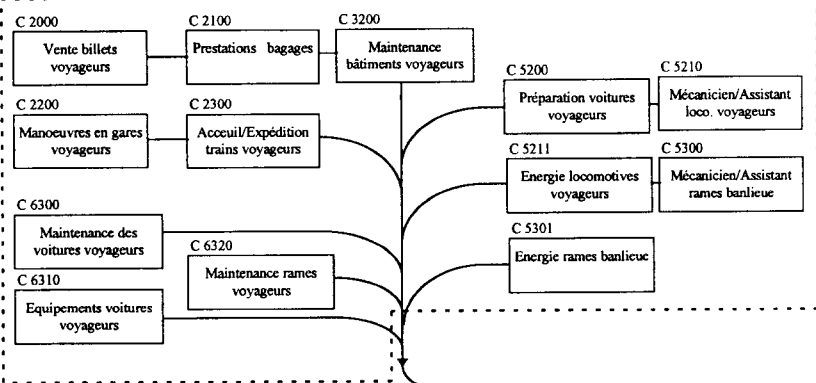 C 2000
Vente billets
voyageurs
C 2100
Prestations bagages
C 3200
Maintenance
bâtiments voyageurs
C 2200
Manoeuvres en gares
voyageurs
C 2300
Acceuil/Expédition
trains voyageurs
C 5200
Préparation voitures
voyageurs
C 5210
Mécanicien/Assistant
loco. voyageurs
C 5211
Energie locomotives
voyageurs
C 5300
Mécanicien/Assistant
rames banlieue
C 6300
Maintenance des
voitures voyageurs
C 6320
Maintenance rames
voyageurs
C 5301
Energie rames banlieue
C 6310
Equipements voitures
voyageurs